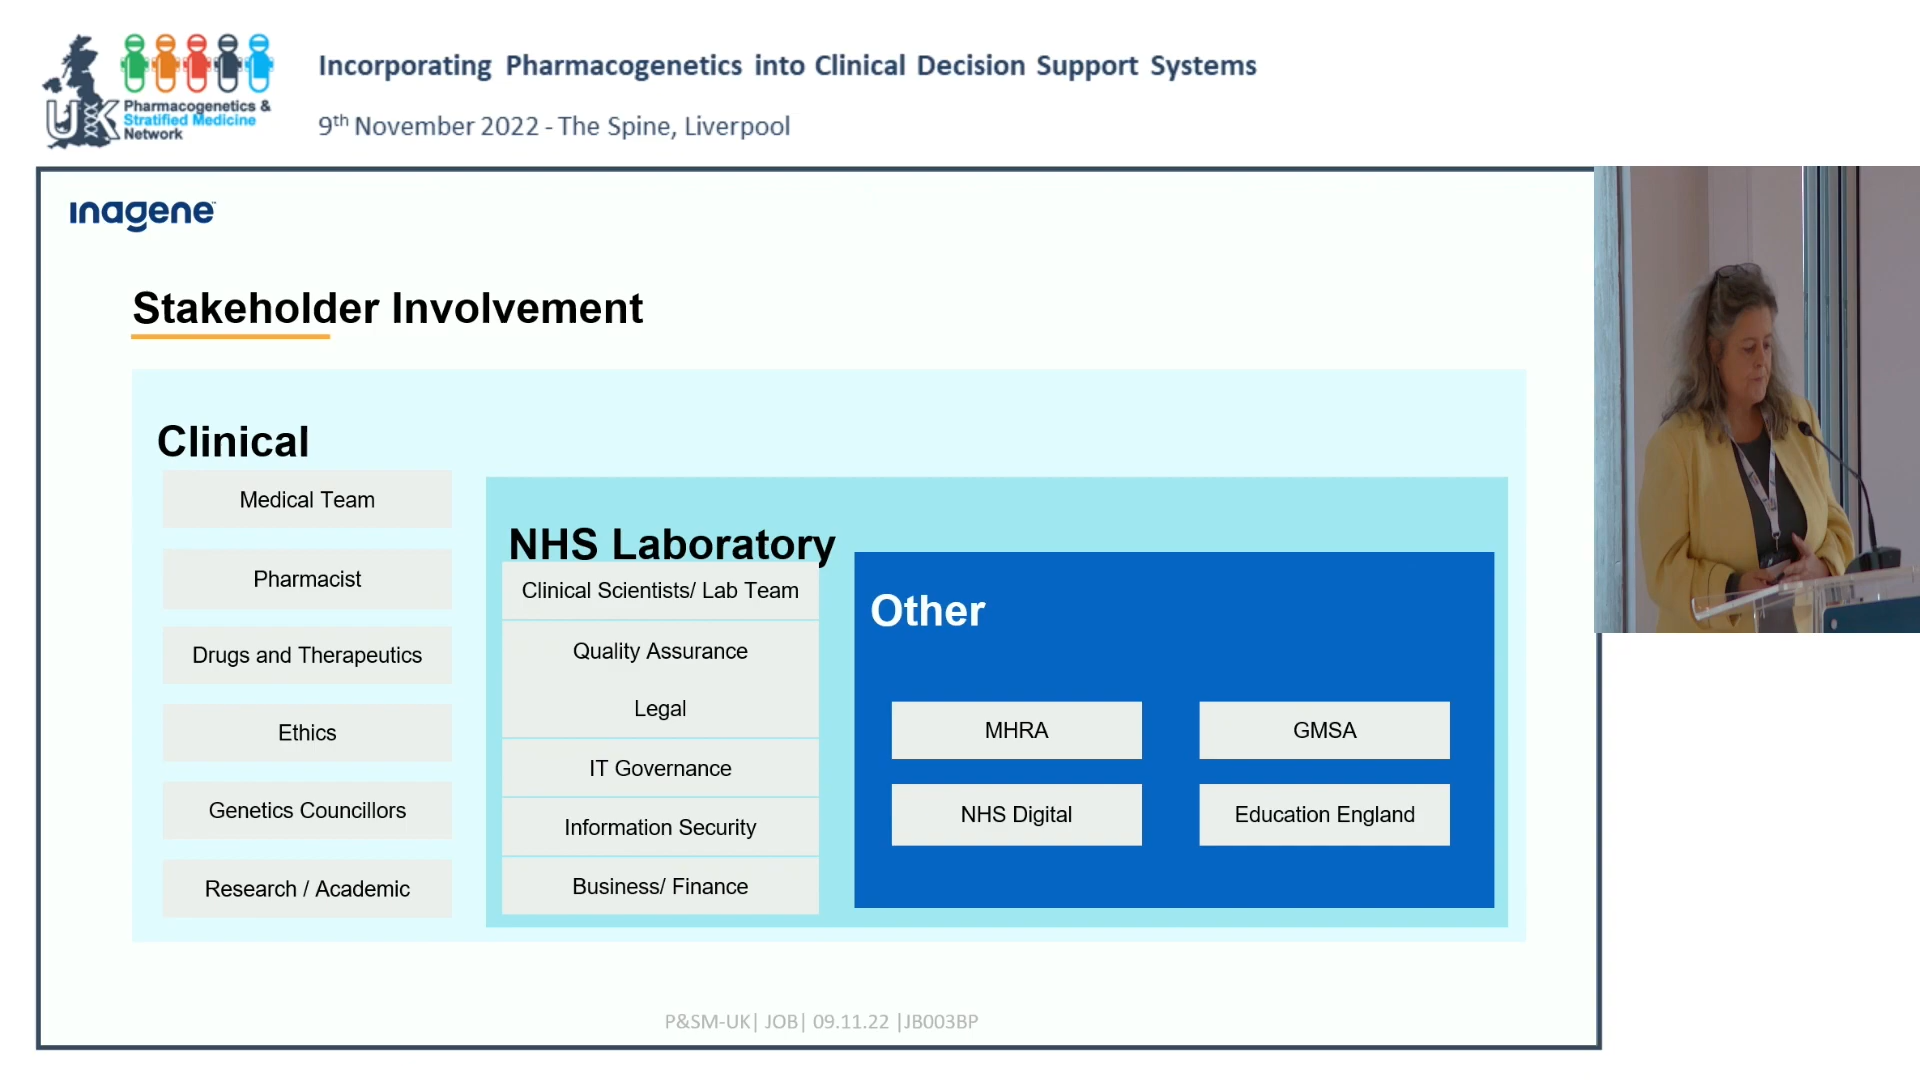 UK
Pharmacogenetics &
Stratified Medicine
Network
Incorporating Pharmacogenetics into Clinical Decision Support Systems
9th November 2022 - The Spine, Liverpool
inagene™
Stakeholder Involvement
Clinical
Medical Team
Pharmacist
Drugs and Therapeutics
Ethics
Genetics Councillors
Research / Academic
NHS Laboratory
Clinical Scientists/ Lab Team
Quality Assurance
Legal
IT Governance
Information Security
Business/ Finance
Other
MHRA
GMSA
NHS Digital
Education England
P&SM-UK| JOB| 09.11.22 |JB003BP